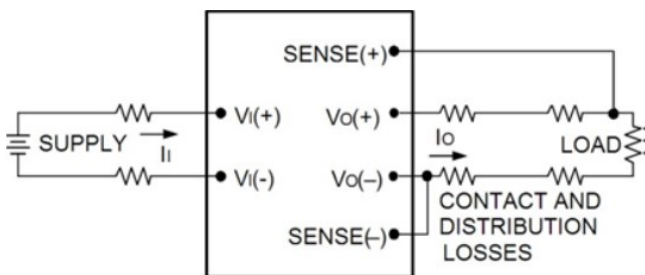 SENSE(+)
VI(+)
VO(+)
SUPPLY
II
IO
LOAD
VI(-)
VO(–)
CONTACT AND
DISTRIBUTION
LOSSES
SENSE(–)